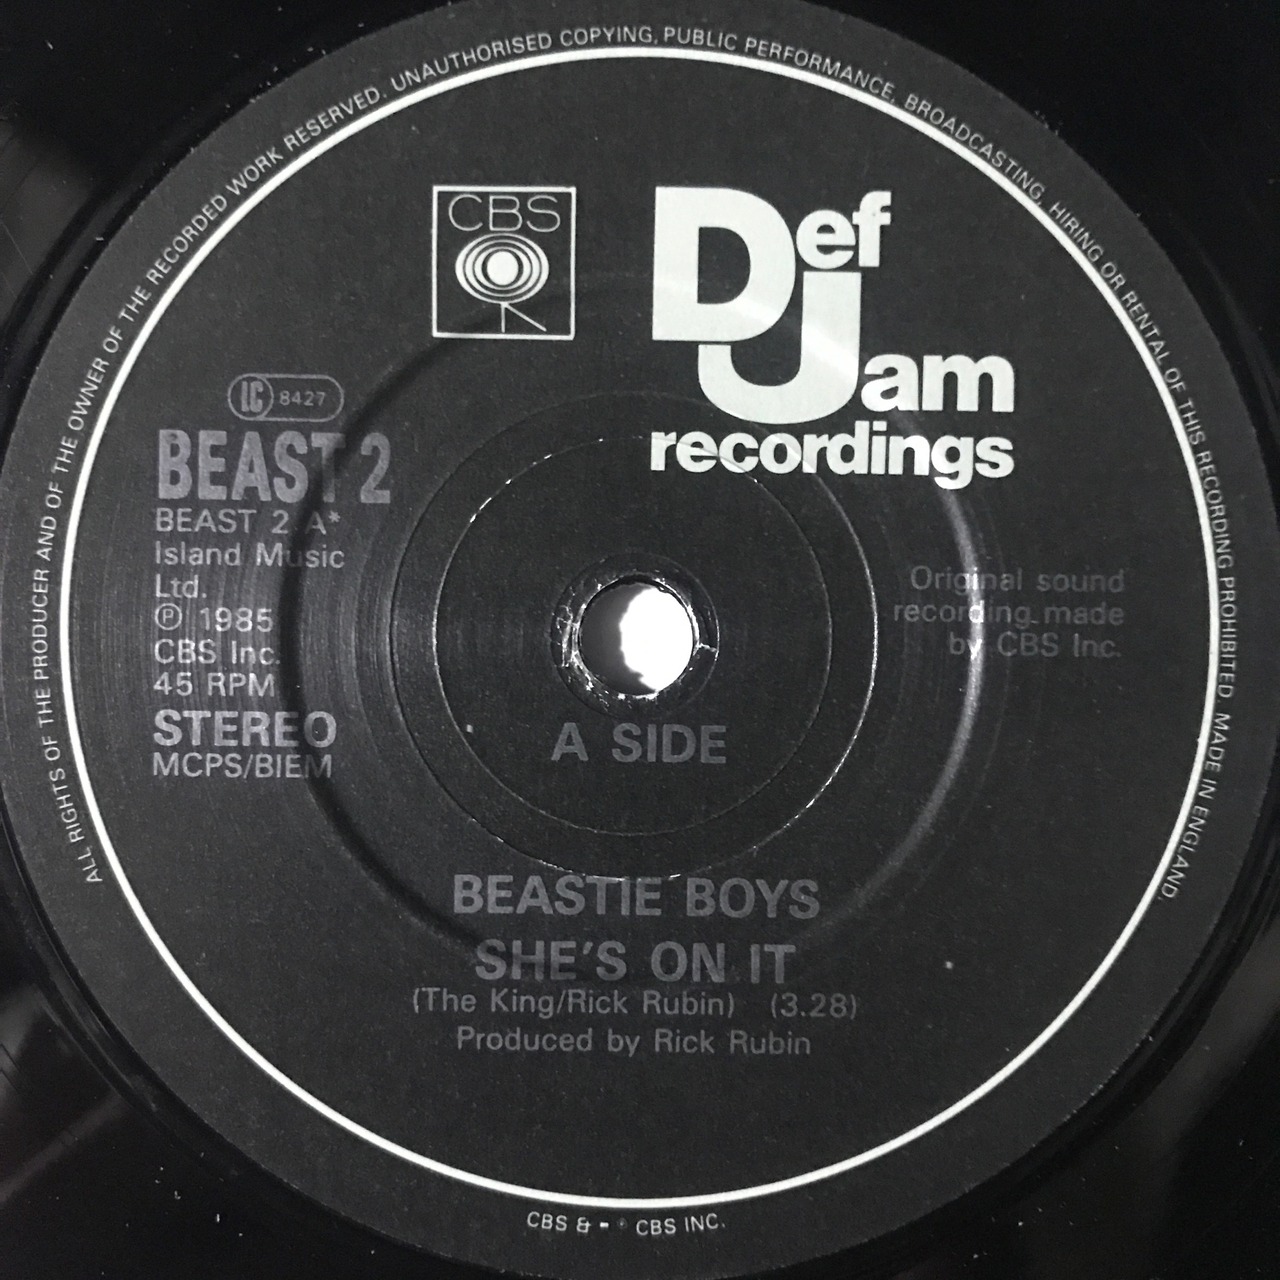 ALL RIGHTS OF THE PRODUCER AND OF THE OWNER OF THE RECORDED WORK RESERVED. UNAUTHORISED COPYING, PUBLIC PERFORMANCE, BROADCASTING, HIRING OR RENTAL OF THIS RECORDING PROHIBITED. MADE IN ENGLAND.
CBS
Def
Jam
recordings
LC 8427
BEAST 2
BEAST 2 A*
Island Music
Ltd.
Ⓟ 1985
CBS Inc.
45 RPM
STEREO
MCPS/BIEM
Original sound
recording made
by CBS Inc.
A SIDE
BEASTIE BOYS
SHE'S ON IT
(The King/Rick Rubin) (3.28)
Produced by Rick Rubin
CBS & CBS INC.